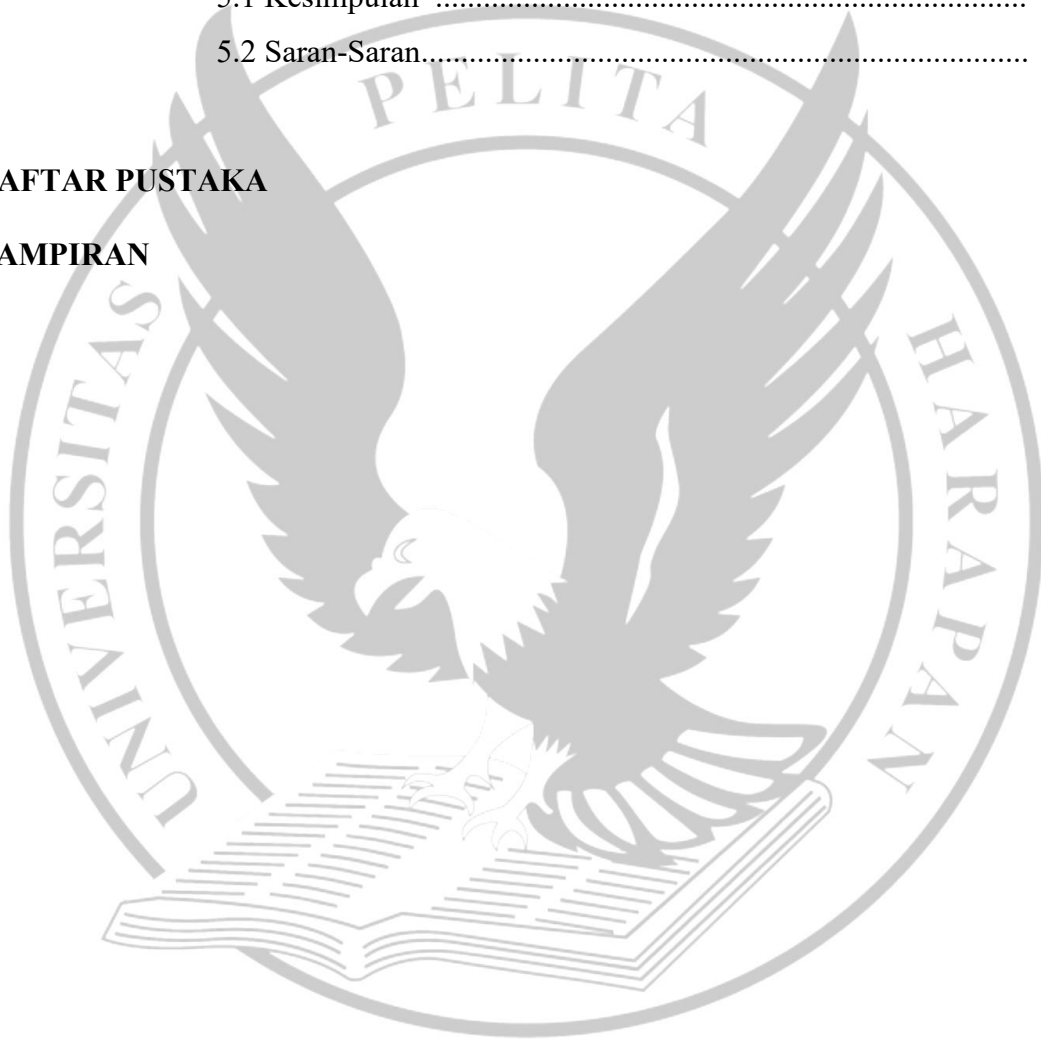 5.1 Kesimpulan ..........................................................................
5.2 Saran-Saran............................................................................
PELITA
AFTAR PUSTAKA
AMPIRAN
UNIVERSITAS
HARAPAN